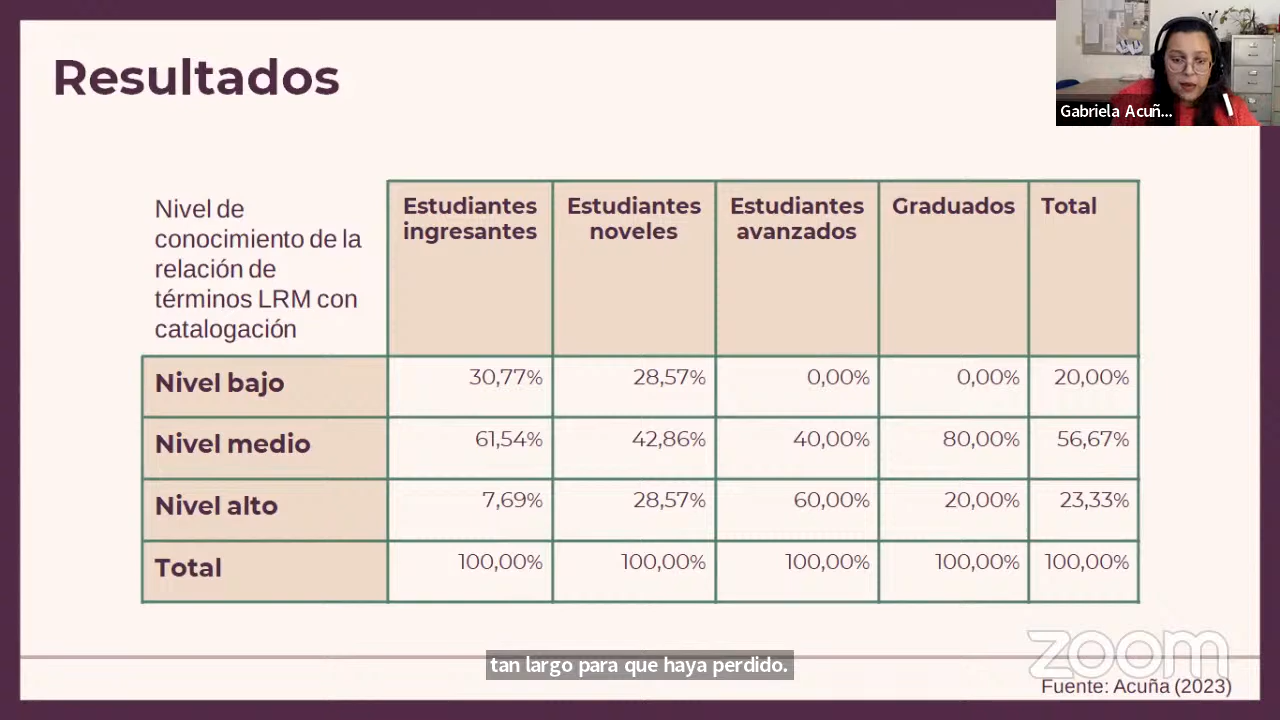 Resultados
Gabriela Acuñ...
Nivel de
conocimiento de la
relación de
términos LRM con
catalogación
Estudiantes
ingresantes
Estudiantes
noveles
Estudiantes
avanzados
Graduados
Total
Nivel bajo 30,77% 28,57% 0,00% 0,00% 20,00%
Nivel medio 61,54% 42,86% 40,00% 80,00% 56,67%
Nivel alto 7,69% 28,57% 60,00% 20,00% 23,33%
Total 100,00% 100,00% 100,00% 100,00% 100,00%
zoom
tan largo para que haya perdido.
Fuente: Acuña (2023)